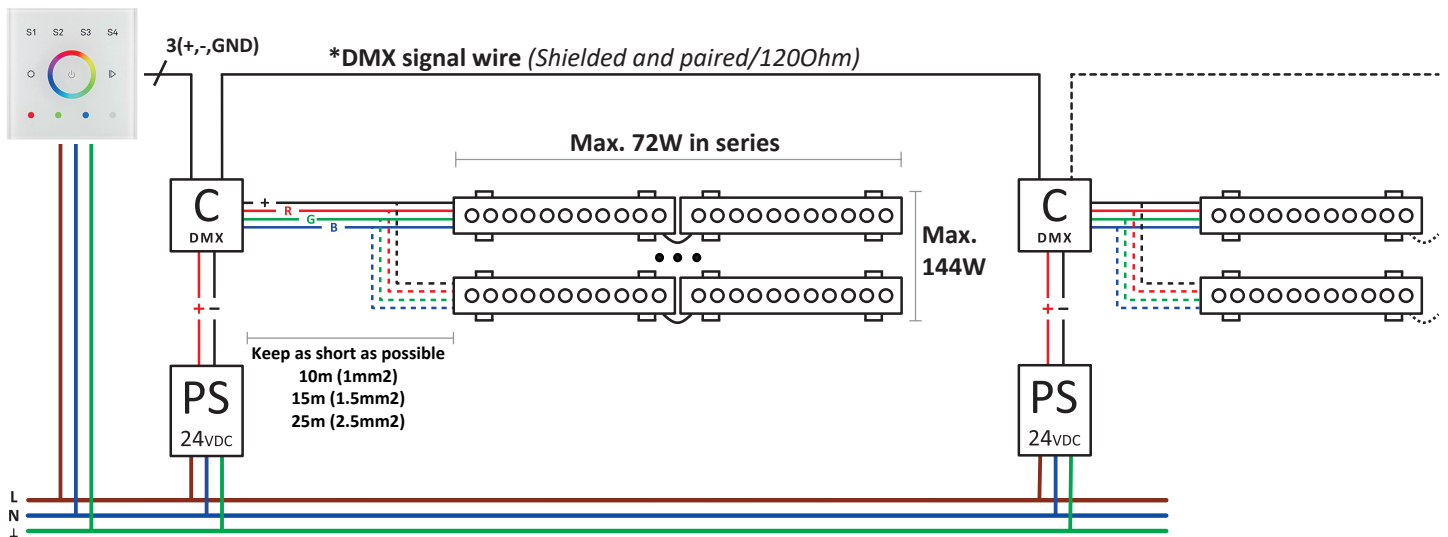 S1 S2 S3 S4
3(+,-,GND)
*DMX signal wire (Shielded and paired/120Ohm)
Max. 72W in series
C
DMX
+
R
G
B
Max.
144W
C
DMX
+ –
+ –
Keep as short as possible
10m (1mm2)
15m (1.5mm2)
25m (2.5mm2)
PS
24VDC
PS
24VDC
L
N
⊥